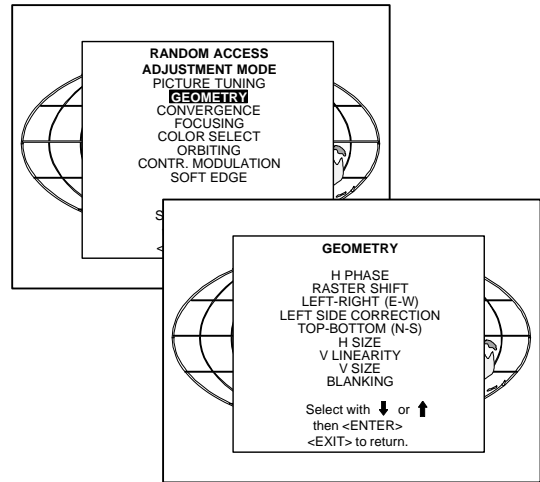 RANDOM ACCESS
ADJUSTMENT MODE
PICTURE TUNING
GEOMETRY
CONVERGENCE
FOCUSING
COLOR SELECT
ORBITING
CONTR. MODULATION
SOFT EDGE
S
<
GEOMETRY
H PHASE
RASTER SHIFT
LEFT-RIGHT (E-W)
LEFT SIDE CORRECTION
TOP-BOTTOM (N-S)
H SIZE
V LINEARITY
V SIZE
BLANKING
Select with ⬇ or ⬆
then <ENTER>
<EXIT> to return.